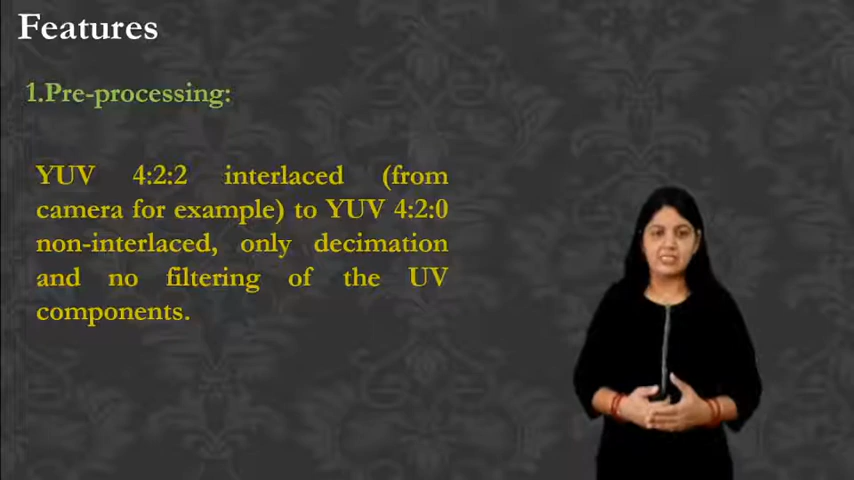 Features
1.Pre-processing:
YUV 4:2:2 interlaced (from
camera for example) to YUV 4:2:0
non-interlaced, only decimation
and no filtering of the UV
components.